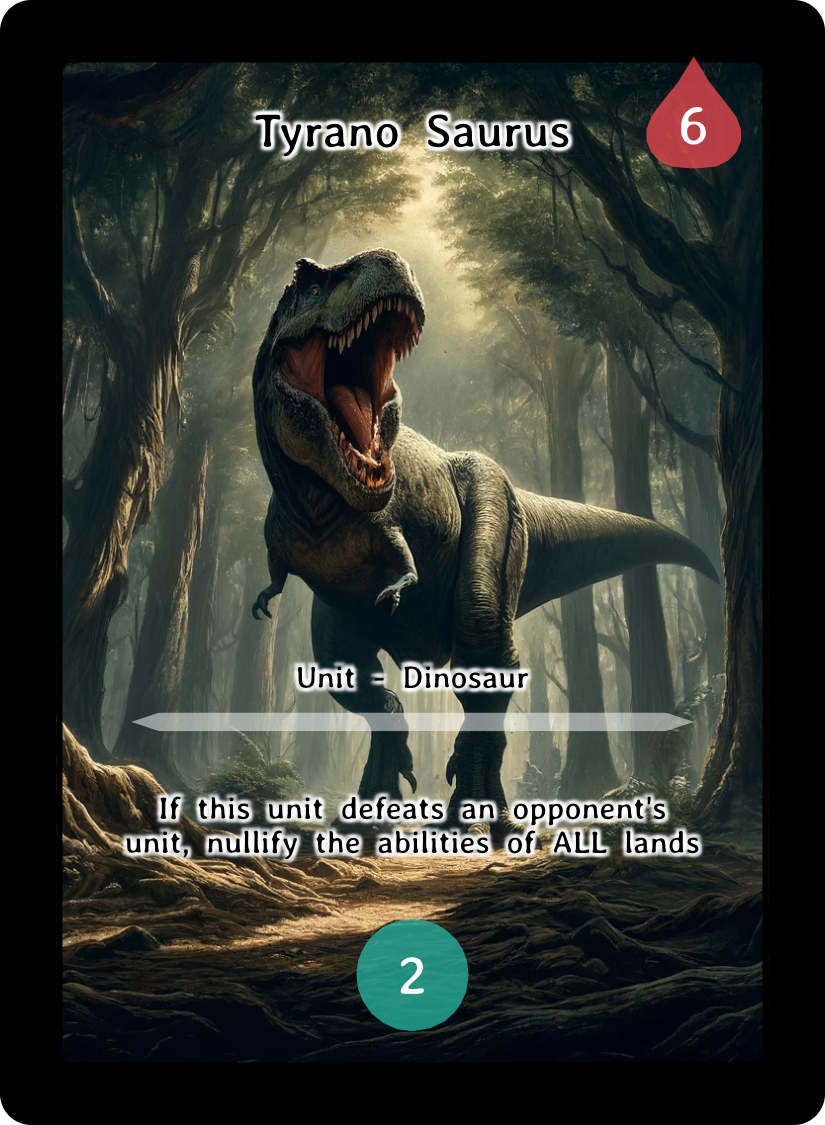 Tyrano Saurus
6
Unit - Dinosaur
If this unit defeats an opponent's
unit, nullify the abilities of ALL lands
2